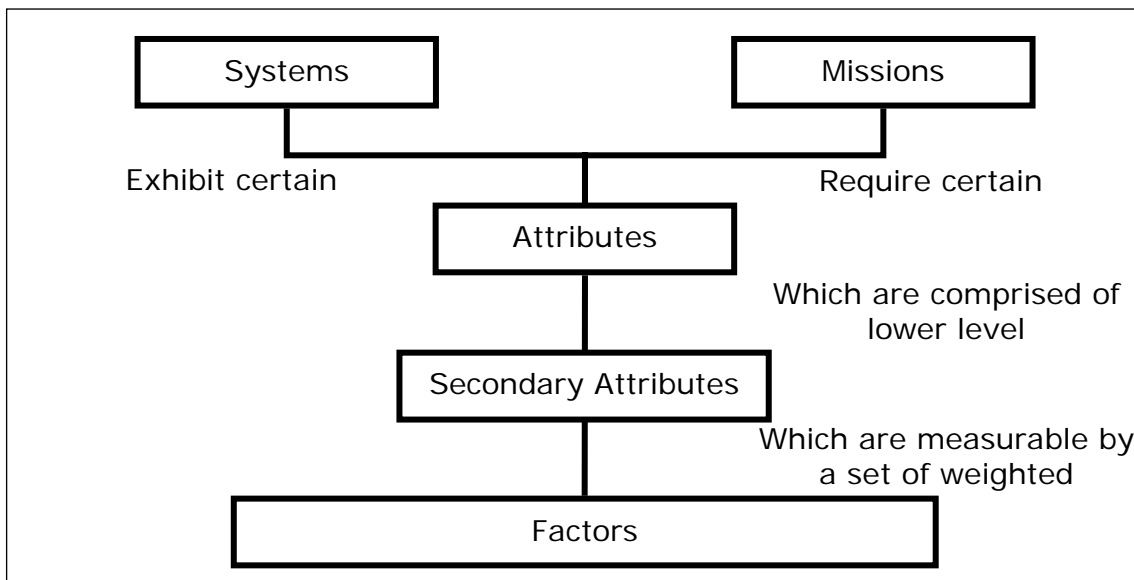 Systems
Missions
Exhibit certain
Require certain
Attributes
Which are comprised of
lower level
Secondary Attributes
Which are measurable by
a set of weighted
Factors